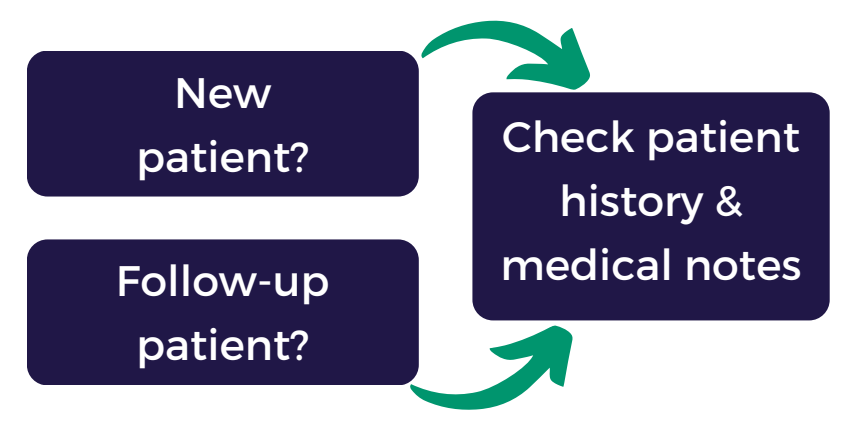 New
patient?
Follow-up
patient?
Check patient
history &
medical notes